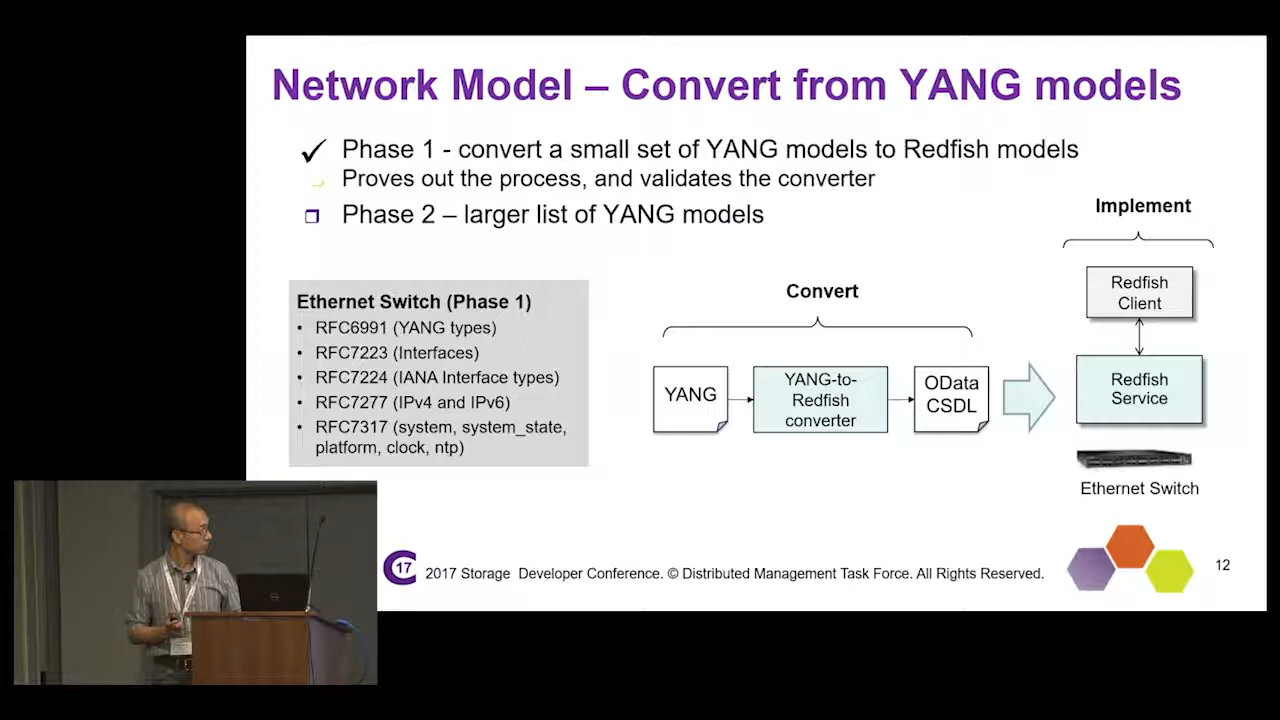 Network Model – Convert from YANG models
Phase 1 - convert a small set of YANG models to Redfish models
Proves out the process, and validates the converter
Phase 2 – larger list of YANG models
Implement
Redfish
Client
Convert
Ethernet Switch (Phase 1)
• RFC6991 (YANG types)
• RFC7223 (Interfaces)
• RFC7224 (IANA Interface types)
• RFC7277 (IPv4 and IPv6)
• RFC7317 (system, system_state,
platform, clock, ntp)
YANG
YANG-to-
Redfish
converter
OData
CSDL
Redfish
Service
Ethernet Switch
17
2017 Storage Developer Conference. © Distributed Management Task Force. All Rights Reserved.
12